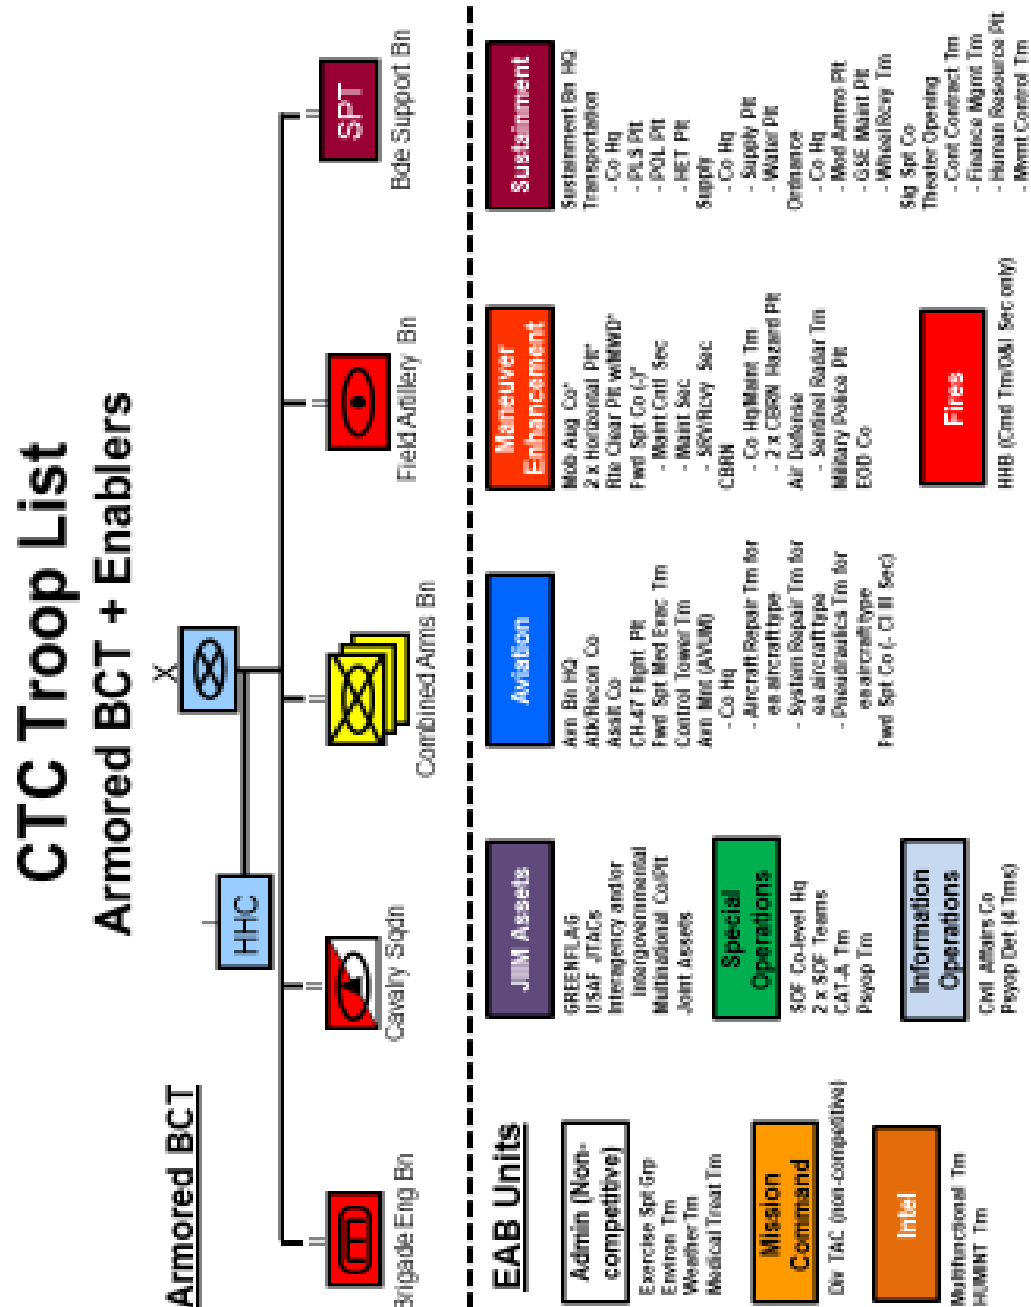 CTC Troop List
Armored BCT + Enablers
Armored BCT
X
HHC
SPT
Brigade Eng Bn
Cavalry Sqdn
Combined Arms Bn
Field Artillery Bn
Bde Support Bn
EAB Units
Admin (Non-
competitive)
Exercise Spt Grp
Environ Tm
Weather Tm
Medical Treat Tm
Mission
Command
Div TAC (non-competitive)
Intel
Multifunctional Tm
HUMINT Tm
JIIM Assets
GREENFLAG
USAF JTACs
Interagency and/or
Intergovernmental
Multinational Co/Plt
Joint Assets
Special
Operations
SOF Co-level Hq
2 x SOF Teams
CAT-A Tm
Psyop Tm
Information
Operations
Civil Affairs Co
Psyop Det (4 Tms)
Aviation
Avn Bn HQ
Atk/Recon Co
Asslt Co
CH-47 Flight Plt
Fwd Spt Med Evac Tm
Control Tower Tm
Avn Mnt (AVUM)
- Co Hq
- Aircraft Repair Tm for
ea aircraft type
- System Repair Tm for
ea aircraft type
- Pneudraulics Tm for
ea aircraft type
Fwd Spt Co (- Cl III Sec)
Maneuver
Enhancement
Mob Aug Co*
2 x Horizontal Plt*
Rte Clear Plt w/MWD*
Fwd Spt Co (-)*
- Maint Cntl Sec
- Maint Sec
- SRV/Rcvy Sec
CBRN
- Co Hq/Maint Tm
- 2 x CBRN Hazard Plt
Air Defense
- Sentinal Radar Tm
Military Police Plt
EOD Co
Fires
HHB (Cmd Tm/D&I Sec only)
Sustainment
Sustainment Bn HQ
Transportation
- Co Hq
- PLS Plt
- POL Plt
- HET Plt
Supply
- Co Hq
- Supply Plt
- Water Plt
Ordnance
- Co Hq
- Mod Ammo Plt
- GSE Maint Plt
- Wheel Rcvy Tm
Sig Spt Co
Theater Opening
- Cont Contract Tm
- Finance Mgmt Tm
- Human Resource Plt
- Mvmt Control Tm